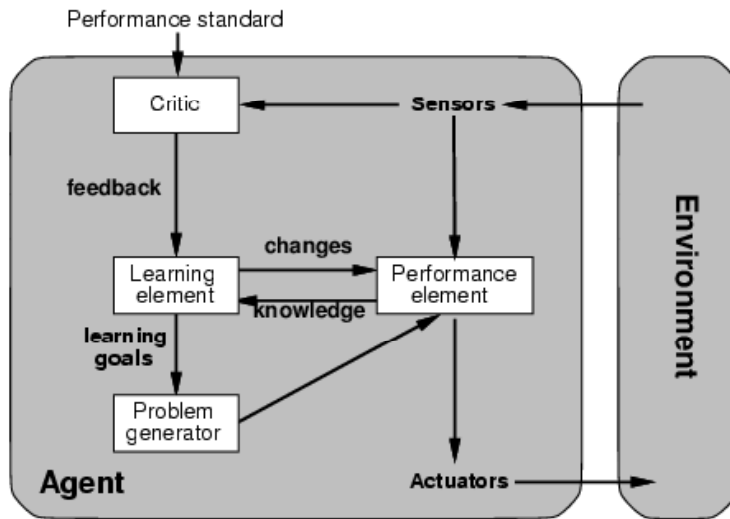 Performance standard
Critic
Sensors
feedback
changes
Learning
element
Performance
element
knowledge
learning
goals
Problem
generator
Agent
Actuators
Environment